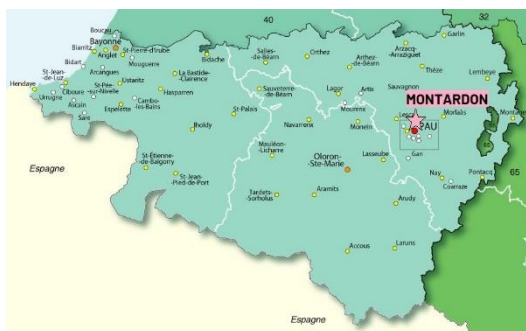 40
32
Boucau
Bayonne
Biarritz
Anglet
St-Pierre-d'Irube
Mouguerre
Bidart
Arcangues
St-Jean-
de-Luz
Hendaye
Urrugne
Ciboure
Ascain
Sare
St-Pée-
sur-Nivelle
Ustaritz
Espelette
Cambo-
les-Bains
Hasparren
La Bastide-
Clairence
Bidache
Salies-
de-Béarn
Orthez
Arthez-
de-Béarn
Arzacq-
Arraziguet
Garlin
Thèze
Lembeye
Sauveterre-
de-Béarn
Lagor
Artix
Mourenx
Sauvagnon
MONTARDON
Morlaàs
PAU
Gan
St-Palais
Iholdy
Navarrenx
Monein
Mauléon-
Licharre
Oloron-
Ste-Marie
Lasseube
Nay
Coarraze
Pontacq
65
65
St-Étienne-
de-Baïgorry
St-Jean-
Pied-de-Port
Tardets-
Sorholus
Aramits
Arudy
Accous
Laruns
Espagne
Espagne